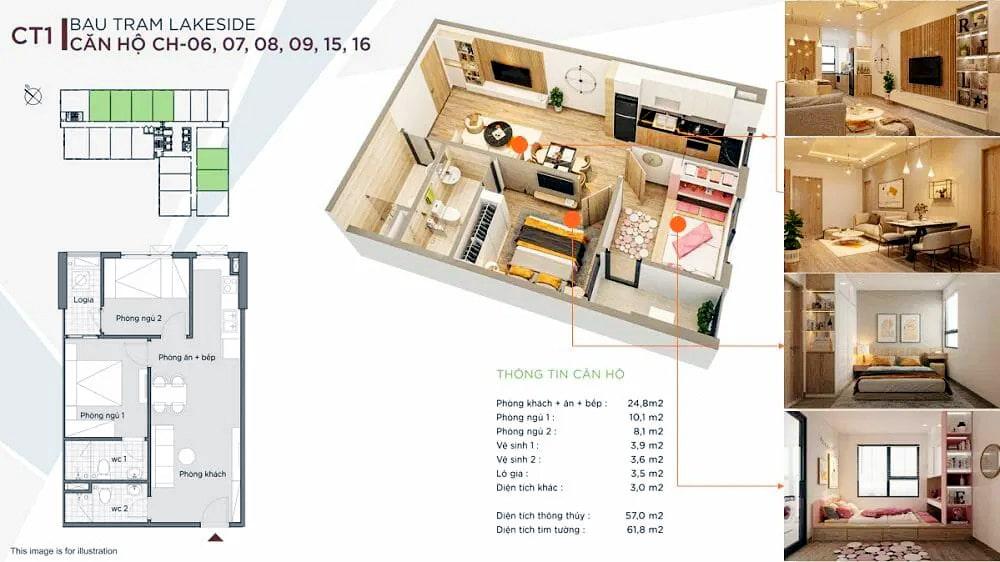 CT1
BAU TRAM LAKESIDE
CĂN HỘ CH-06, 07, 08, 09, 15, 16
Logia
Phòng ngủ 2
Phòng ăn + bếp
Phòng ngủ 1
wc 1
Phòng khách
wc 2
This image is for illustration
THÔNG TIN CĂN HỘ
Phòng khách + ăn + bếp : 24,8m2
Phòng ngủ 1 : 10,1 m2
Phòng ngủ 2 : 8,1 m2
Vệ sinh 1 : 3,9 m2
Vệ sinh 2 : 3,6 m2
Lô gia : 3,5 m2
Diện tích khác : 3,0 m2
Diện tích thông thủy : 57,0 m2
Diện tích tim tường : 61,8 m2